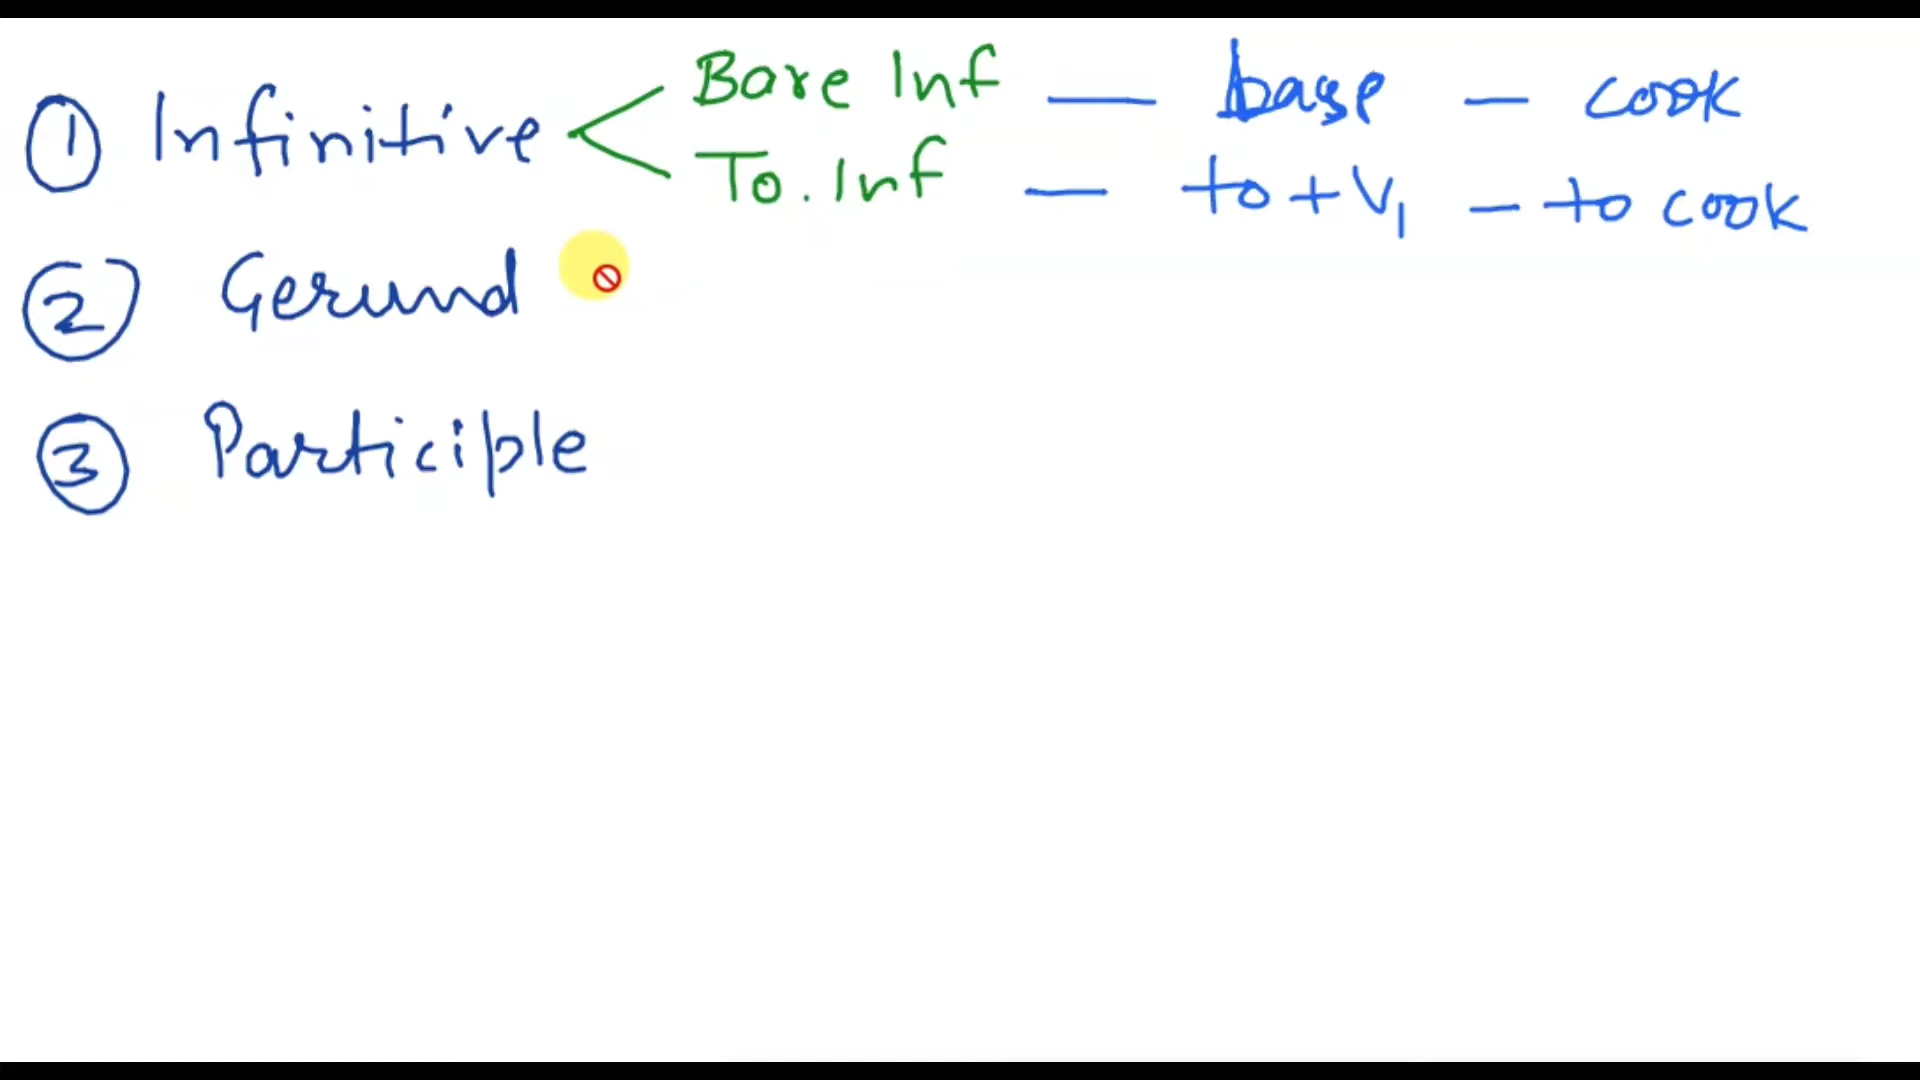 ① Infinitive < Bare Inf — base — cook
To. Inf — to + V₁ — to cook
② Gerund
③ Participle